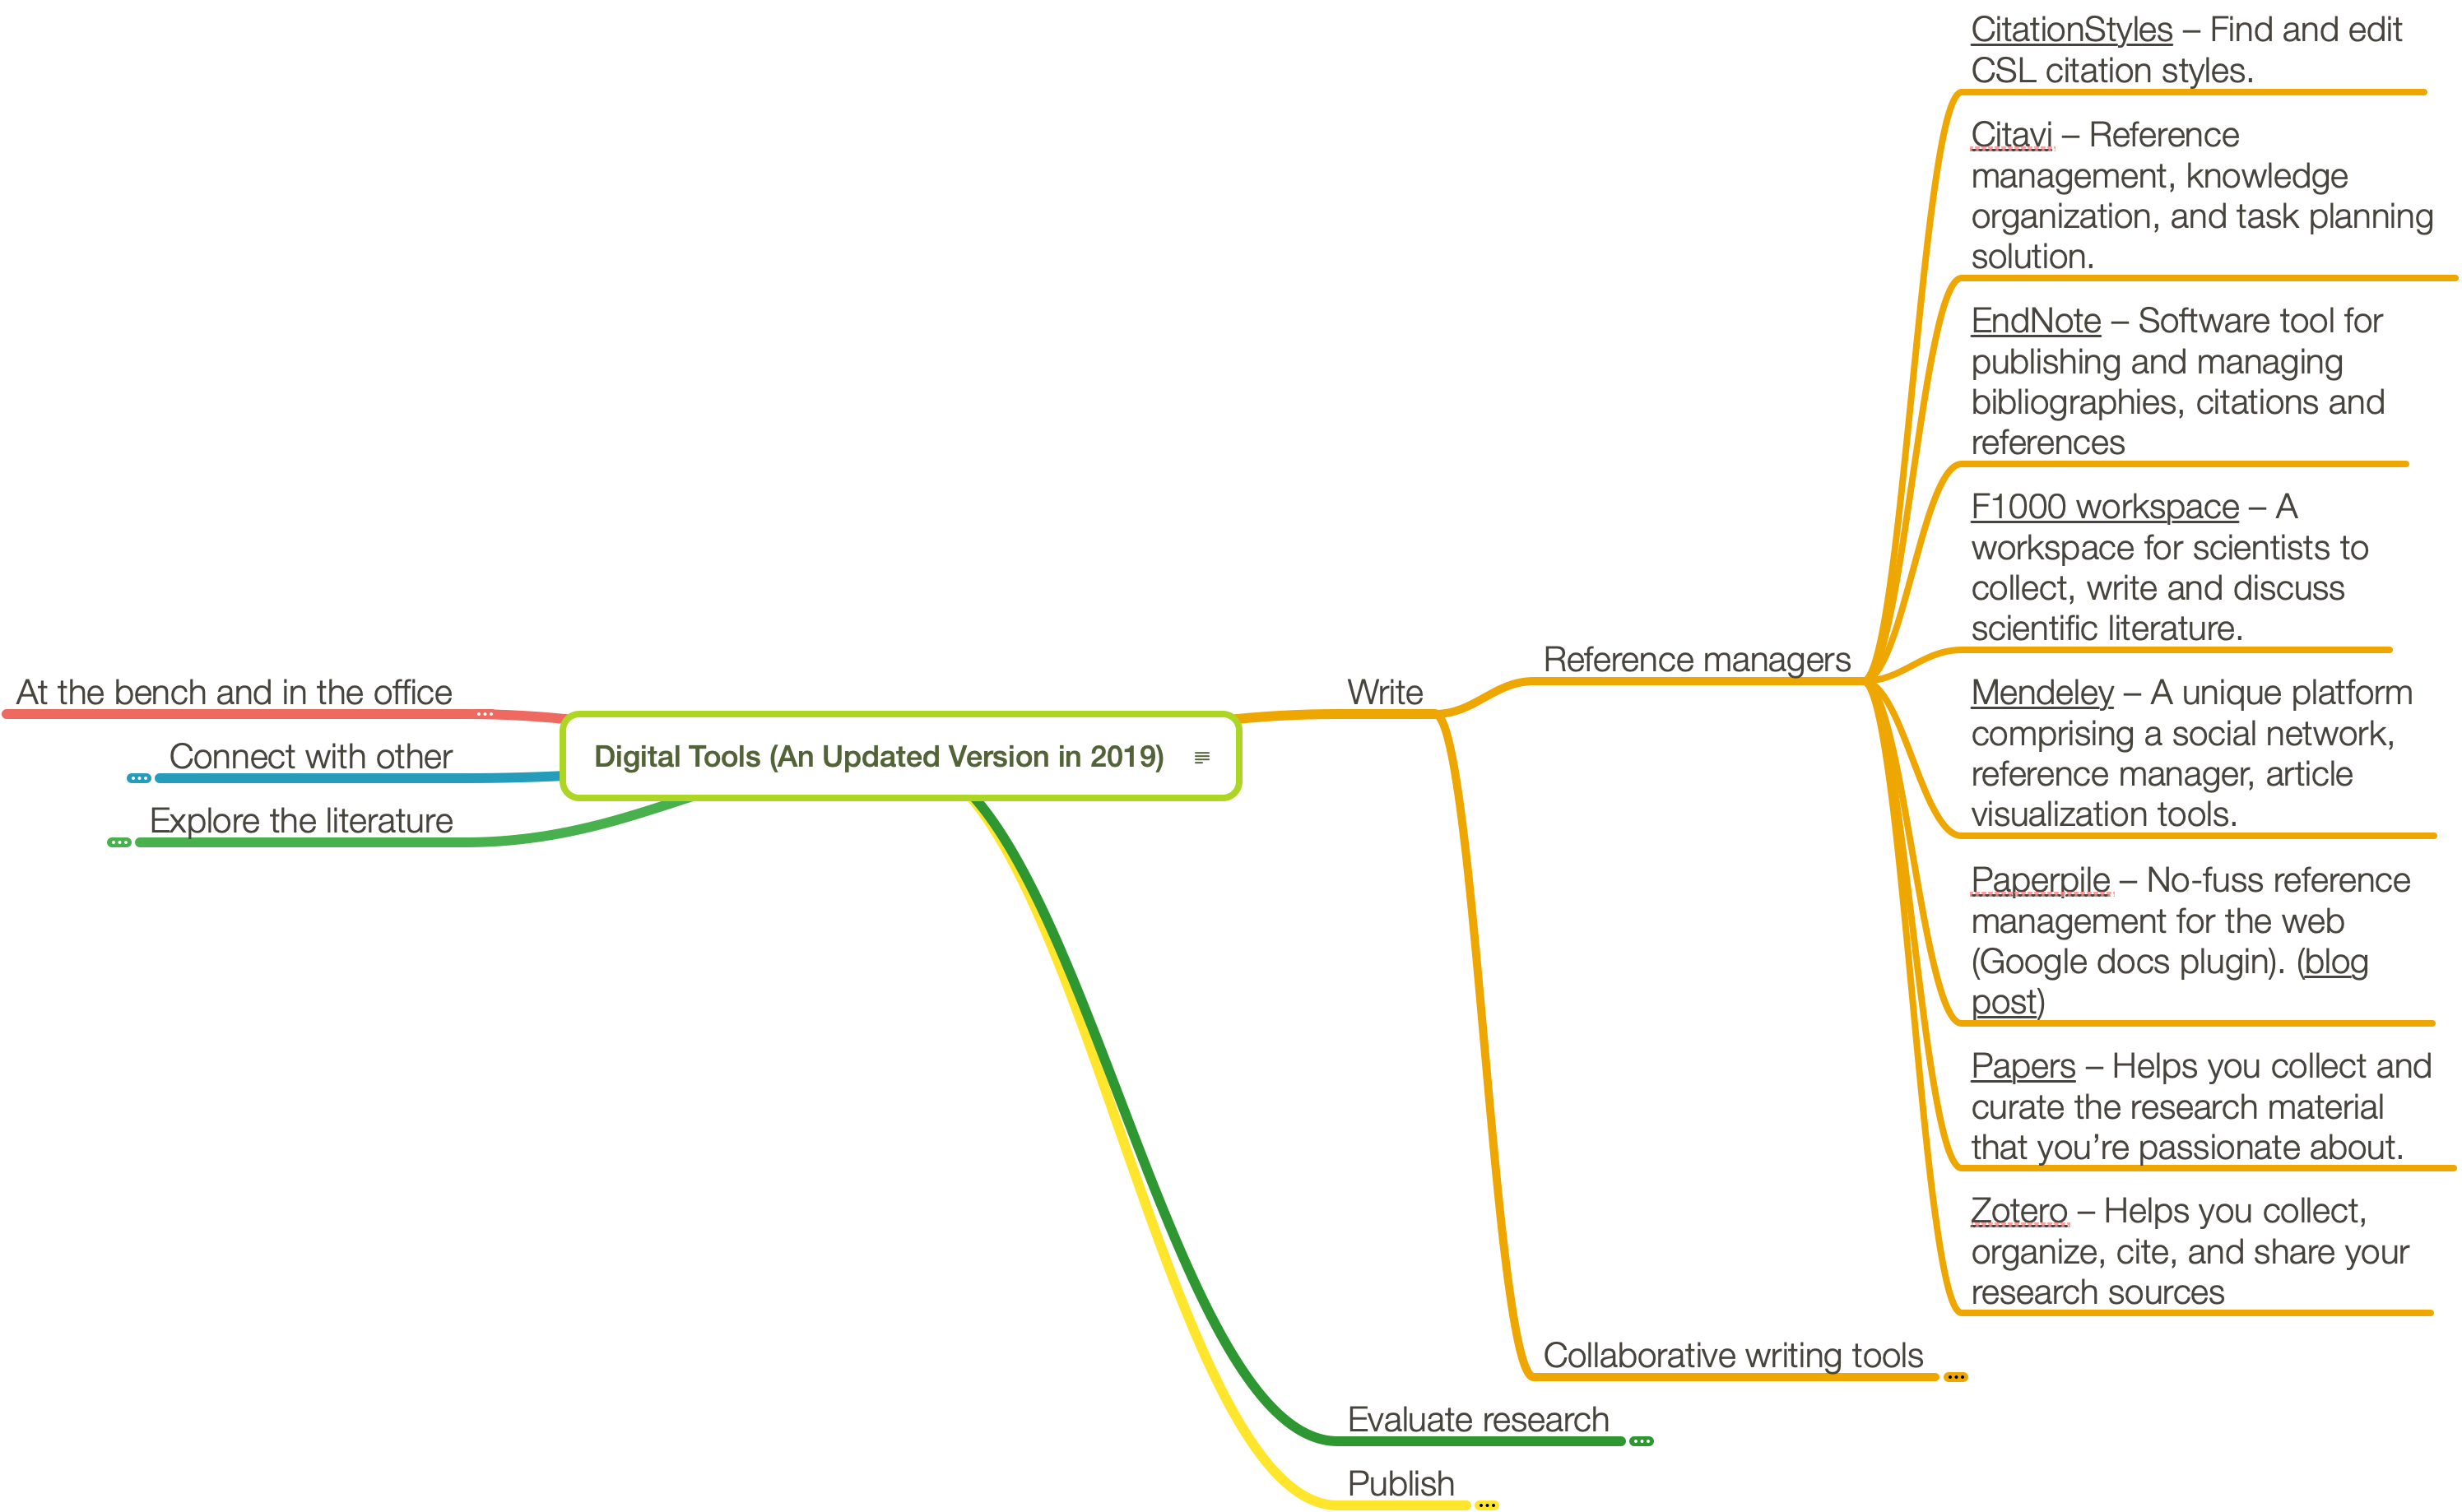 Digital Tools (An Updated Version in 2019)
At the bench and in the office
Connect with other
Explore the literature
Write
Reference managers
CitationStyles – Find and edit
CSL citation styles.
Citavi – Reference
management, knowledge
organization, and task planning
solution.
EndNote – Software tool for
publishing and managing
bibliographies, citations and
references
F1000 workspace – A
workspace for scientists to
collect, write and discuss
scientific literature.
Mendeley – A unique platform
comprising a social network,
reference manager, article
visualization tools.
Paperpile – No-fuss reference
management for the web
(Google docs plugin). (blog
post)
Papers – Helps you collect and
curate the research material
that you’re passionate about.
Zotero – Helps you collect,
organize, cite, and share your
research sources
Collaborative writing tools
Evaluate research
Publish